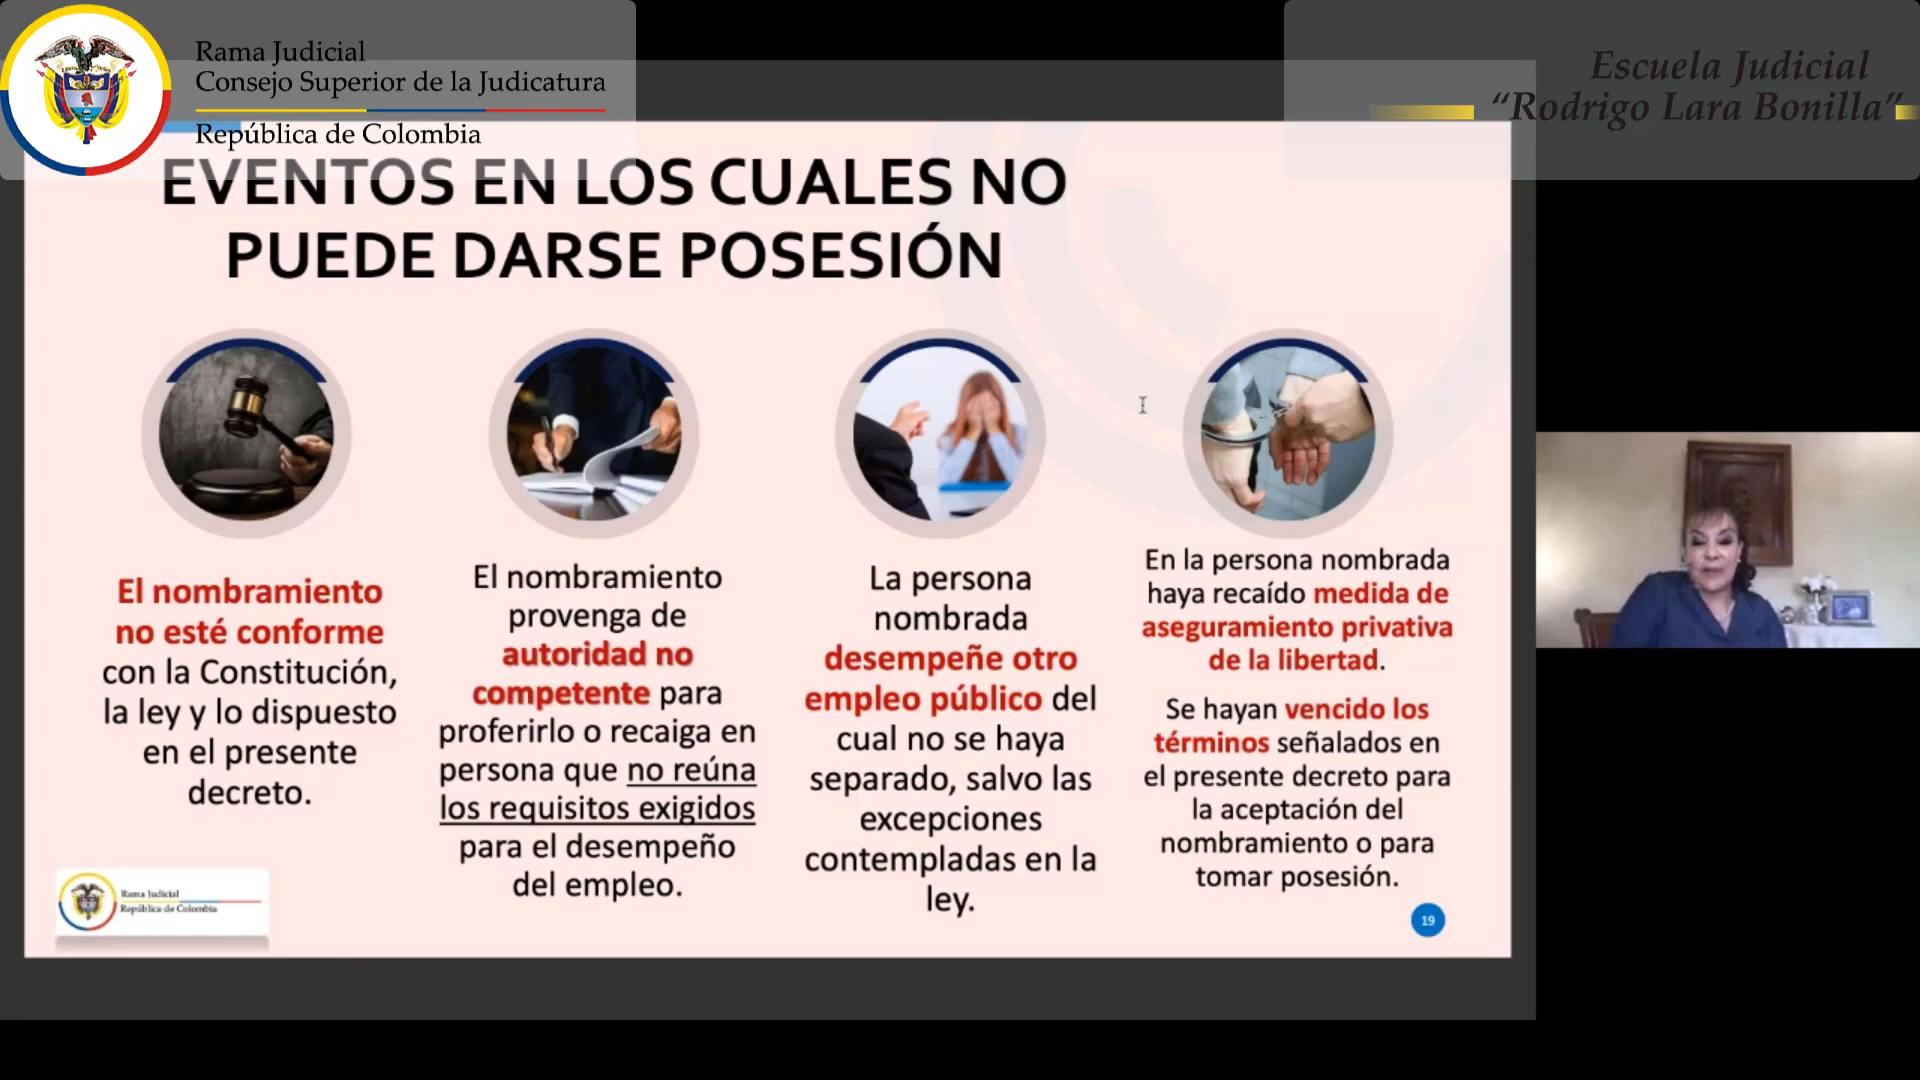 Rama Judicial
Consejo Superior de la Judicatura
República de Colombia
Escuela Judicial
“Rodrigo Lara Bonilla”
EVENTOS EN LOS CUALES NO
PUEDE DARSE POSESIÓN
El nombramiento
no esté conforme
con la Constitución,
la ley y lo dispuesto
en el presente
decreto.
El nombramiento
provenga de
autoridad no
competente para
proferirlo o recaiga en
persona que no reúna
los requisitos exigidos
para el desempeño
del empleo.
La persona
nombrada
desempeñe otro
empleo público del
cual no se haya
separado, salvo las
excepciones
contempladas en la
ley.
En la persona nombrada
haya recaído medida de
aseguramiento privativa
de la libertad.
Se hayan vencido los
términos señalados en
el presente decreto para
la aceptación del
nombramiento o para
tomar posesión.
Rama Judicial
República de Colombia
19